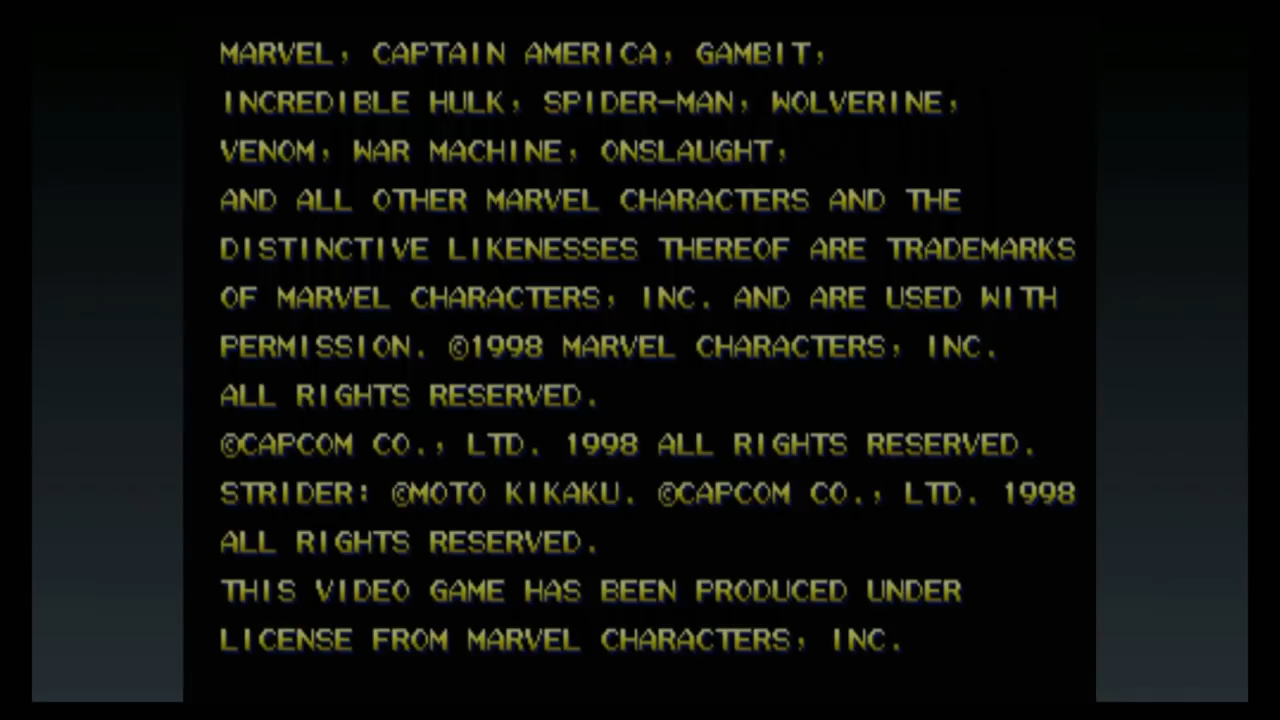 MARVEL, CAPTAIN AMERICA, GAMBIT,
INCREDIBLE HULK, SPIDER-MAN, WOLVERINE,
VENOM, WAR MACHINE, ONSLAUGHT,
AND ALL OTHER MARVEL CHARACTERS AND THE
DISTINCTIVE LIKENESSES THEREOF ARE TRADEMARKS
OF MARVEL CHARACTERS, INC. AND ARE USED WITH
PERMISSION. ©1998 MARVEL CHARACTERS, INC.
ALL RIGHTS RESERVED.
©CAPCOM CO., LTD. 1998 ALL RIGHTS RESERVED.
STRIDER: ©MOTO KIKAKU. ©CAPCOM CO., LTD. 1998
ALL RIGHTS RESERVED.
THIS VIDEO GAME HAS BEEN PRODUCED UNDER
LICENSE FROM MARVEL CHARACTERS, INC.